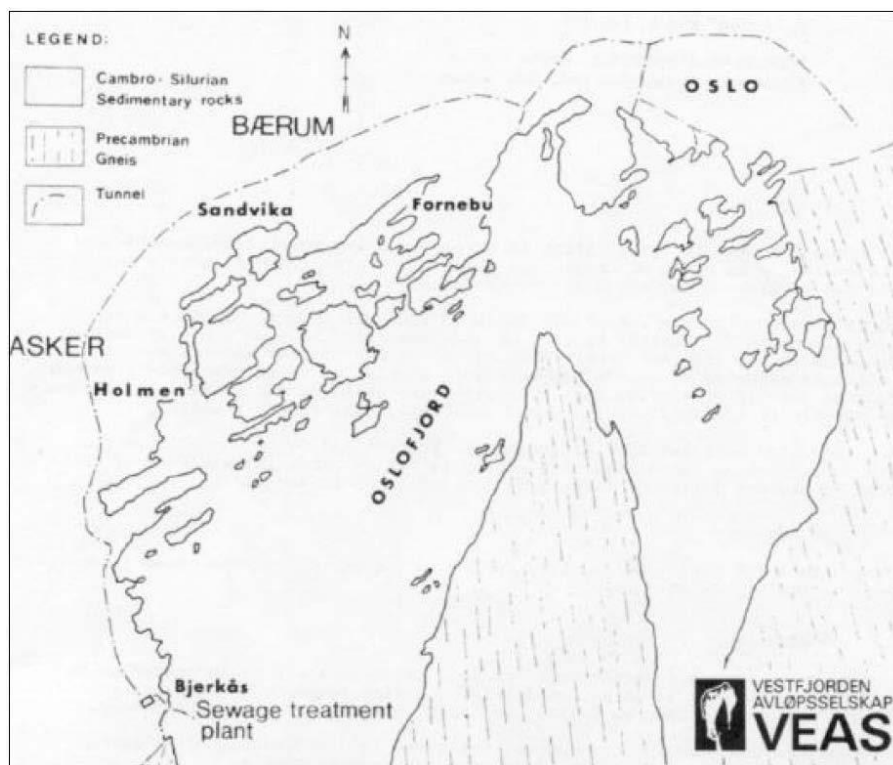 LEGEND:
Cambro - Silurian
Sedimentary rocks
Precambrian
Gneis
Tunnel
N
OSLO
BÆRUM
Sandvika
Fornebu
ASKER
Holmen
OSLOFJORD
Bjerkås
Sewage treatment
plant
VESTFJORDEN
AVLØPSSELSKAP
VEAS